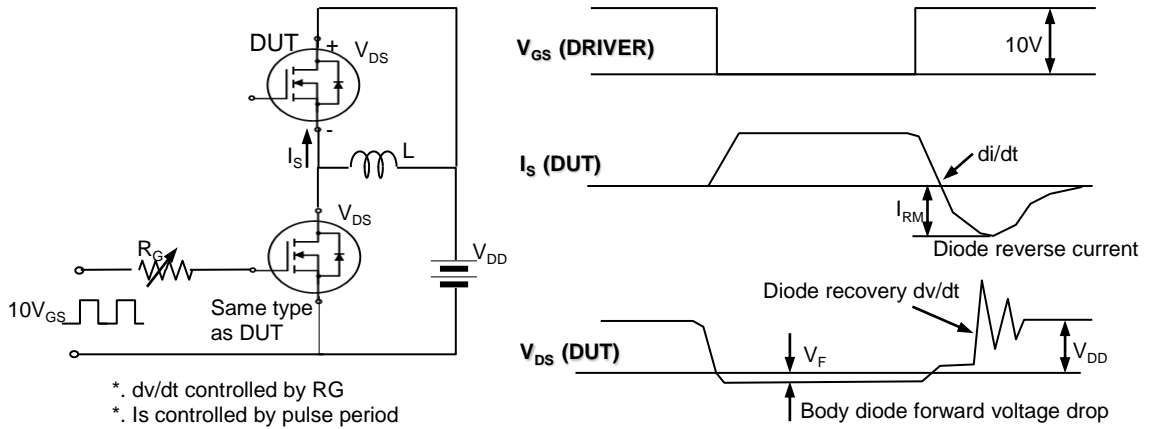 DUT
+
V_DS
-
I_S
L
V_DS
R_G
V_DD
10V_GS
Same type
as DUT
*. dv/dt controlled by RG
*. Is controlled by pulse period
V_GS (DRIVER)
10V
I_S (DUT)
di/dt
I_RM
Diode reverse current
Diode recovery dv/dt
V_DS (DUT)
V_F
V_DD
Body diode forward voltage drop